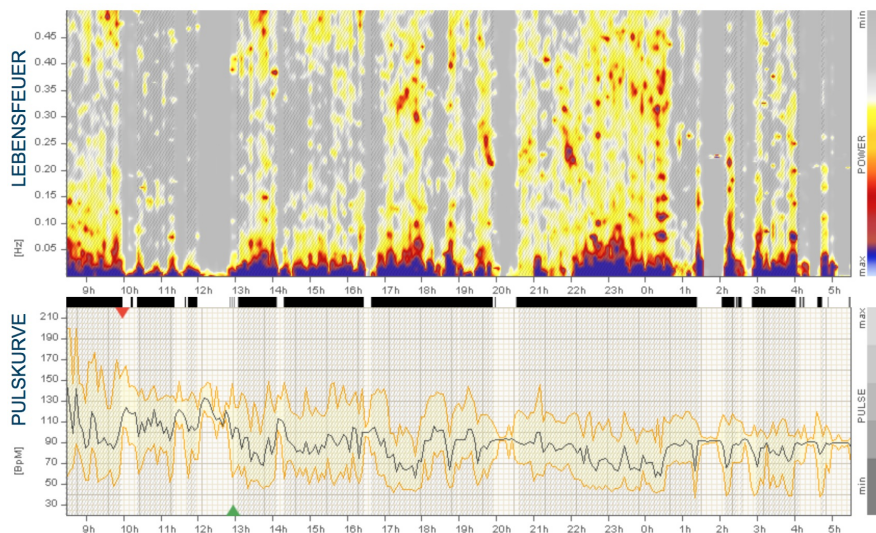 LEBENSFEUER
[Hz]
0.45
0.40
0.35
0.30
0.25
0.20
0.15
0.10
0.05
9h 10h 11h 12h 13h 14h 15h 16h 17h 18h 19h 20h 21h 22h 23h 0h 1h 2h 3h 4h 5h
min
POWER
max
PULSKURVE
[BpM]
210
190
170
150
130
110
90
70
50
30
9h 10h 11h 12h 13h 14h 15h 16h 17h 18h 19h 20h 21h 22h 23h 0h 1h 2h 3h 4h 5h
max
PULSE
min